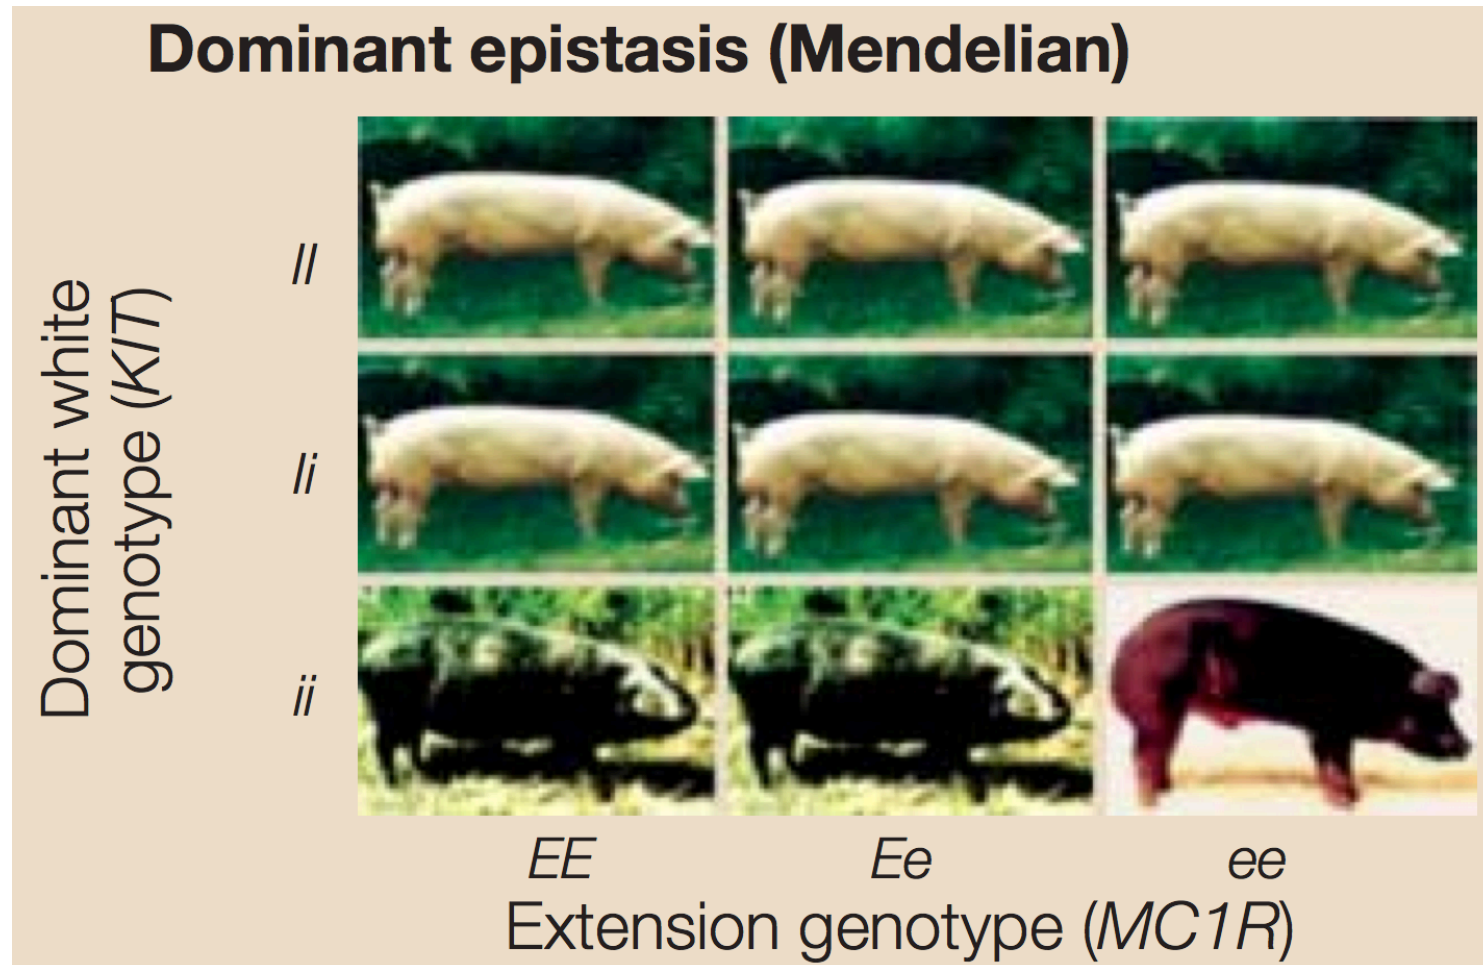 Dominant epistasis (Mendelian)
Dominant white
genotype (KIT)
II
Ii
ii
EE
Ee
ee
Extension genotype (MC1R)